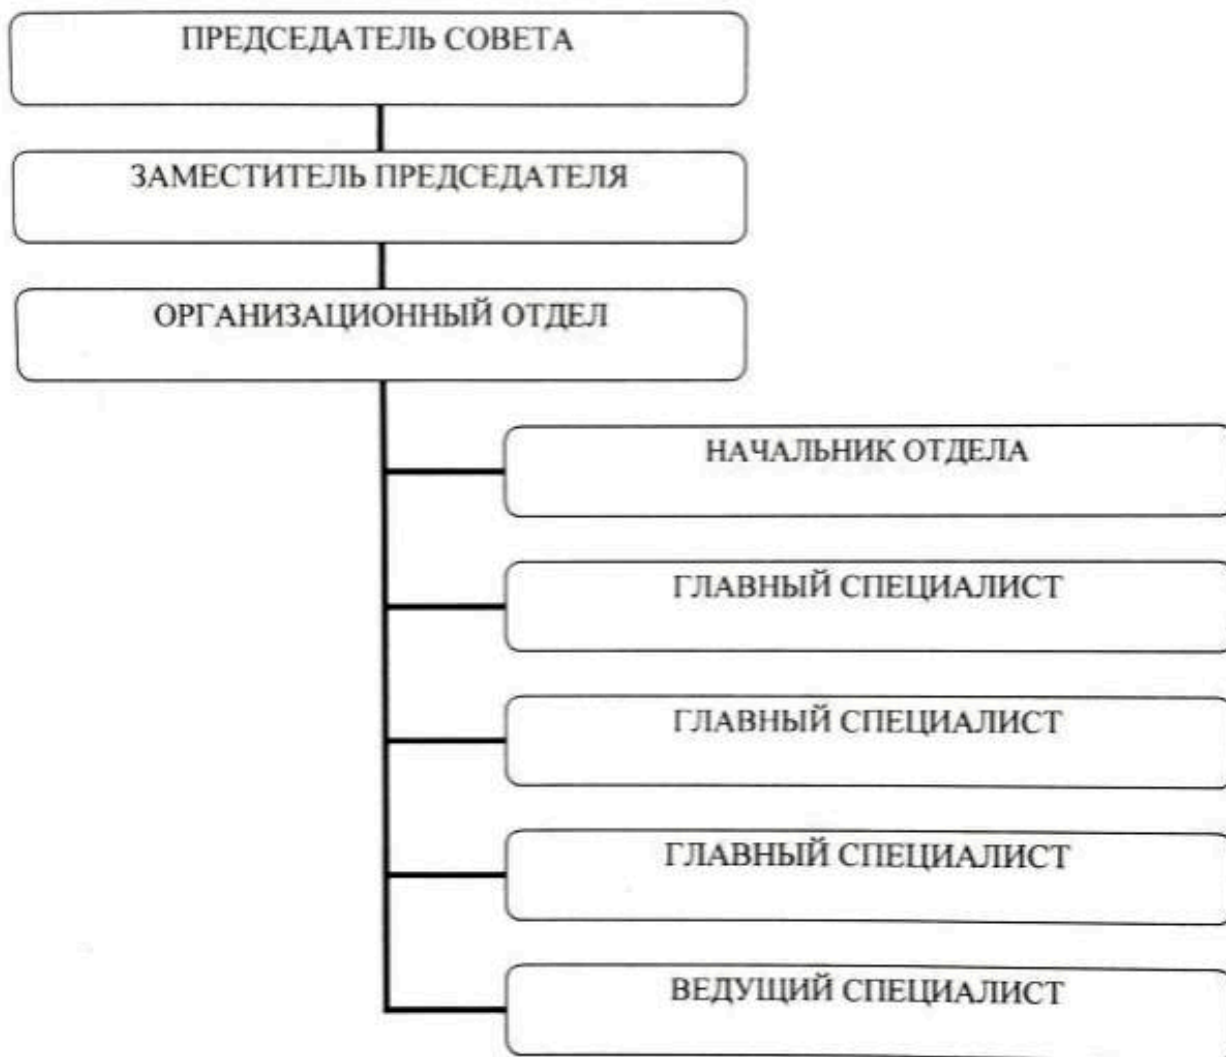 ПРЕДСЕДАТЕЛЬ СОВЕТА
ЗАМЕСТИТЕЛЬ ПРЕДСЕДАТЕЛЯ
ОРГАНИЗАЦИОННЫЙ ОТДЕЛ
НАЧАЛЬНИК ОТДЕЛА
ГЛАВНЫЙ СПЕЦИАЛИСТ
ГЛАВНЫЙ СПЕЦИАЛИСТ
ГЛАВНЫЙ СПЕЦИАЛИСТ
ВЕДУЩИЙ СПЕЦИАЛИСТ